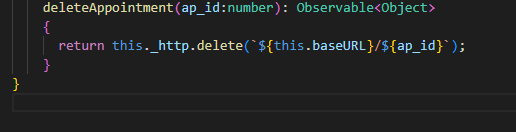 deleteAppointment(ap_id:number): Observable<Object>
{
return this._http.delete(`${this.baseURL}/${ap_id}`);
}
}